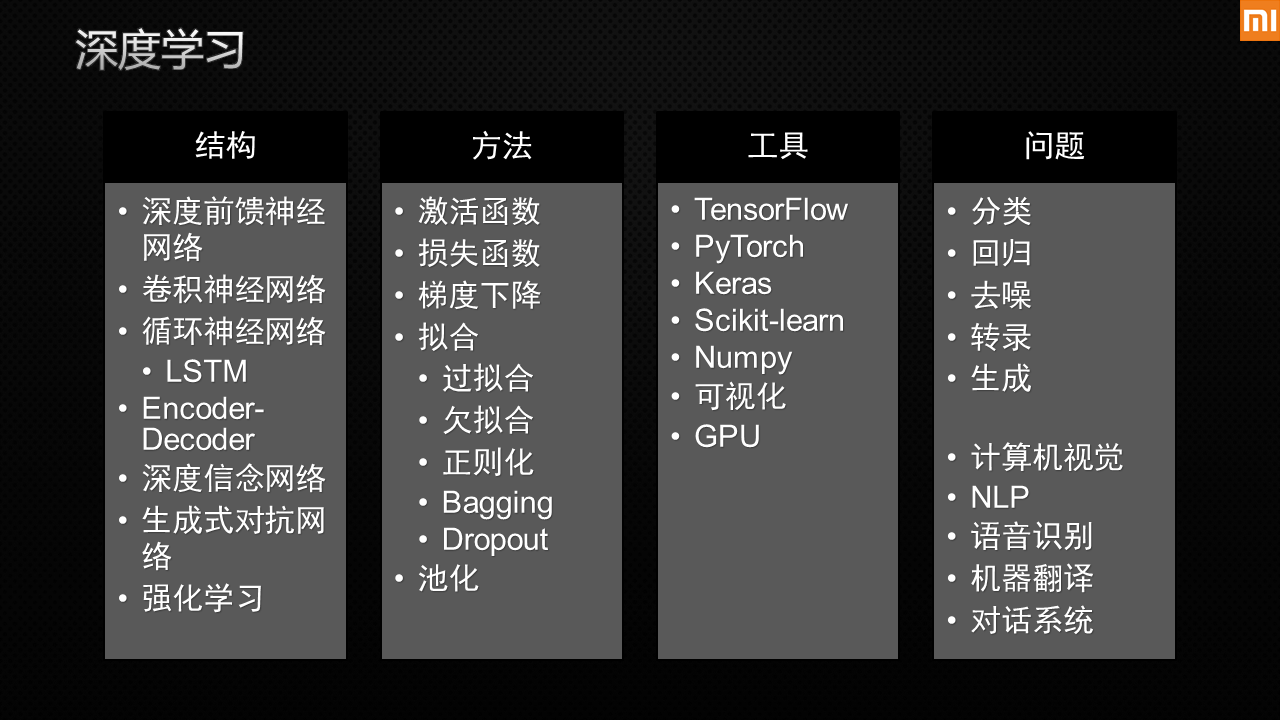 深度学习
mi
结构
• 深度前馈神经
网络
• 卷积神经网络
• 循环神经网络
• LSTM
• Encoder-
Decoder
• 深度信念网络
• 生成式对抗网
络
• 强化学习
方法
• 激活函数
• 损失函数
• 梯度下降
• 拟合
• 过拟合
• 欠拟合
• 正则化
• Bagging
• Dropout
• 池化
工具
• TensorFlow
• PyTorch
• Keras
• Scikit-learn
• Numpy
• 可视化
• GPU
问题
• 分类
• 回归
• 去噪
• 转录
• 生成
• 计算机视觉
• NLP
• 语音识别
• 机器翻译
• 对话系统